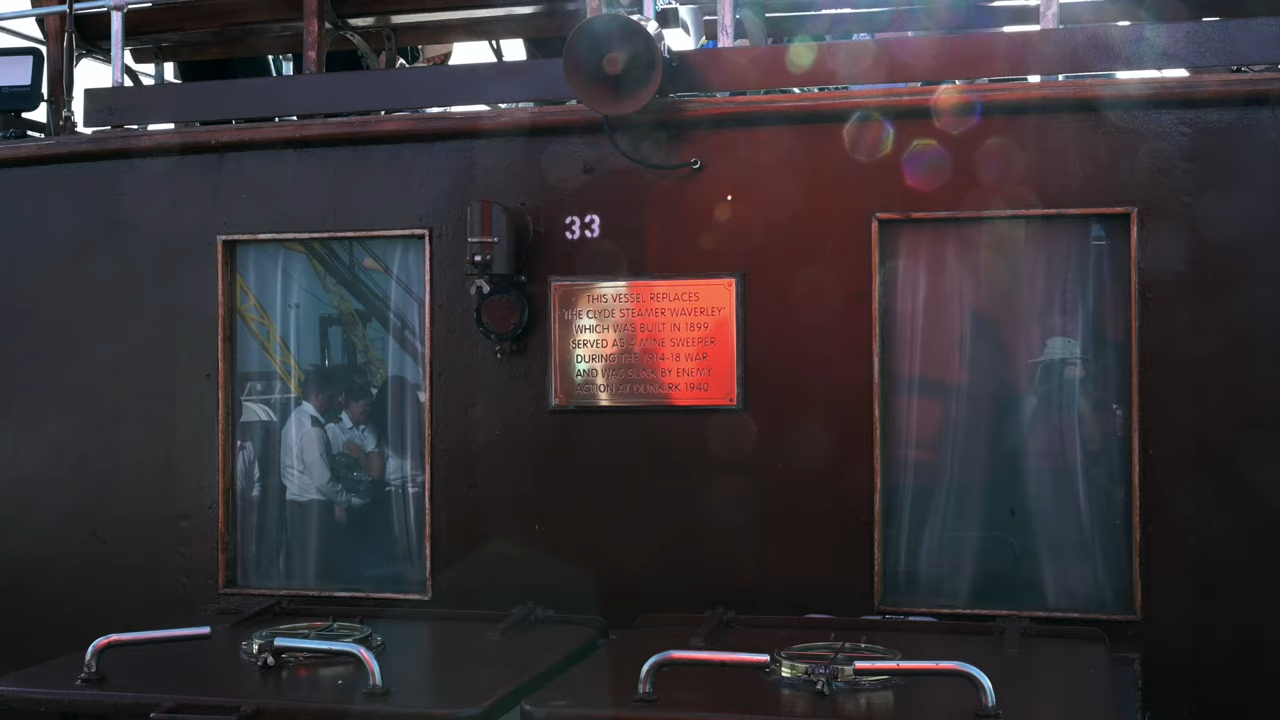 33
THIS VESSEL REPLACES
THE CLYDE STEAMER 'WAVERLEY'
WHICH WAS BUILT IN 1899,
SERVED AS A MINE SWEEPER
DURING THE 1914-18 WAR
AND WAS SUNK BY ENEMY
ACTION AT DUNKIRK 1940